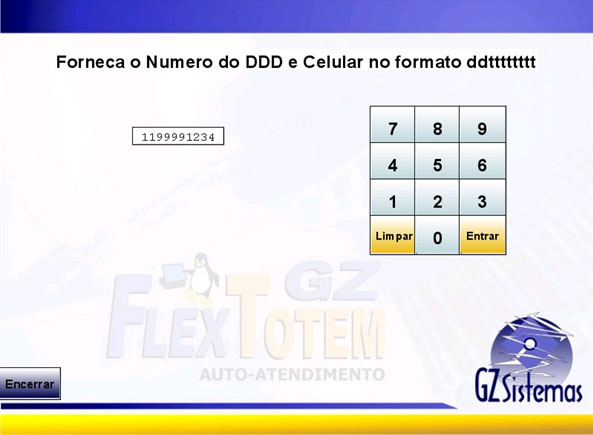 Forneca o Numero do DDD e Celular no formato ddtttttttt
1199991234
7 8 9
4 5 6
1 2 3
Limpar 0 Entrar
GZ
FLEXTOTEM
AUTO-ATENDIMENTO
Encerrar
GZ Sistemas